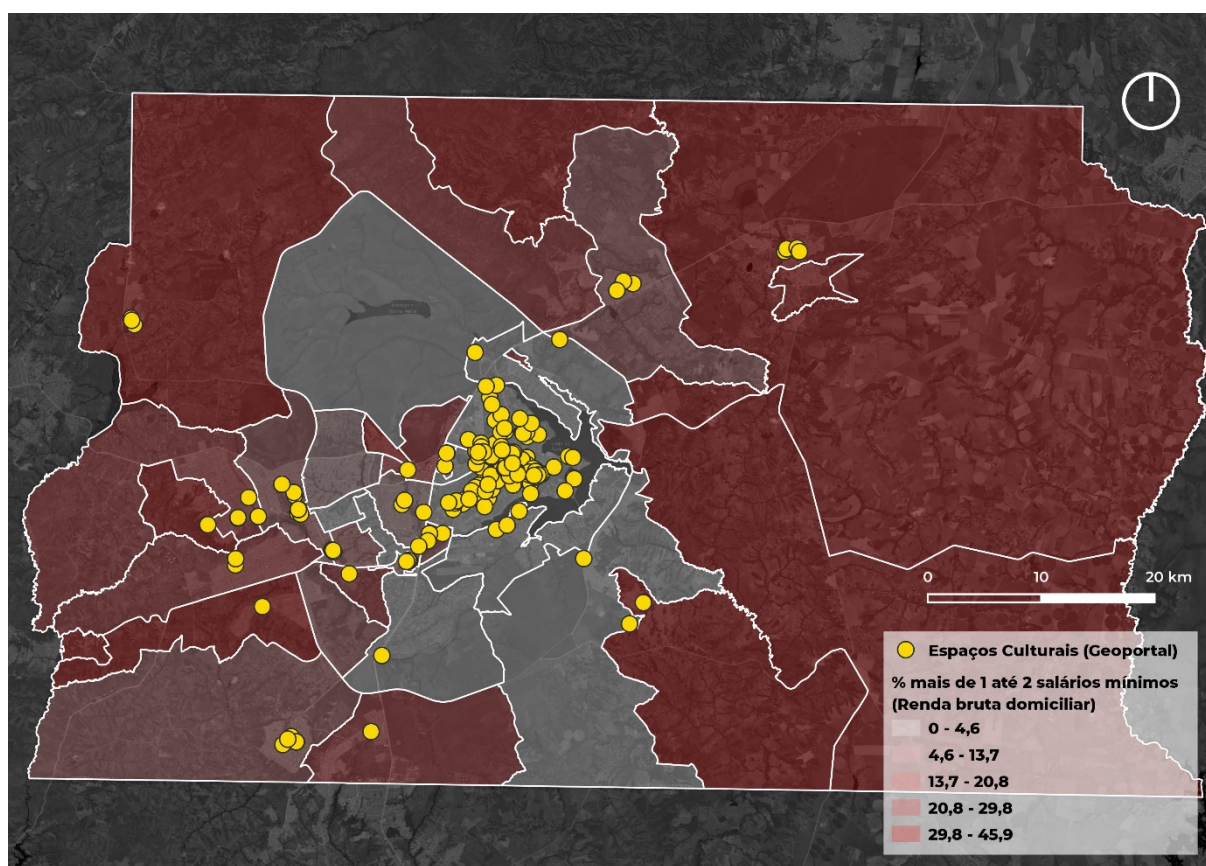 0 10 20 km
Espaços Culturais (Geoportal)
% mais de 1 até 2 salários mínimos
(Renda bruta domiciliar)
0 - 4,6
4,6 - 13,7
13,7 - 20,8
20,8 - 29,8
29,8 - 45,9